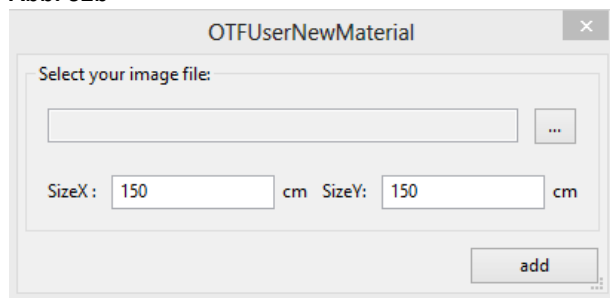 OTFUserNewMaterial
Select your image file:
...
SizeX : 150 cm SizeY: 150 cm
add